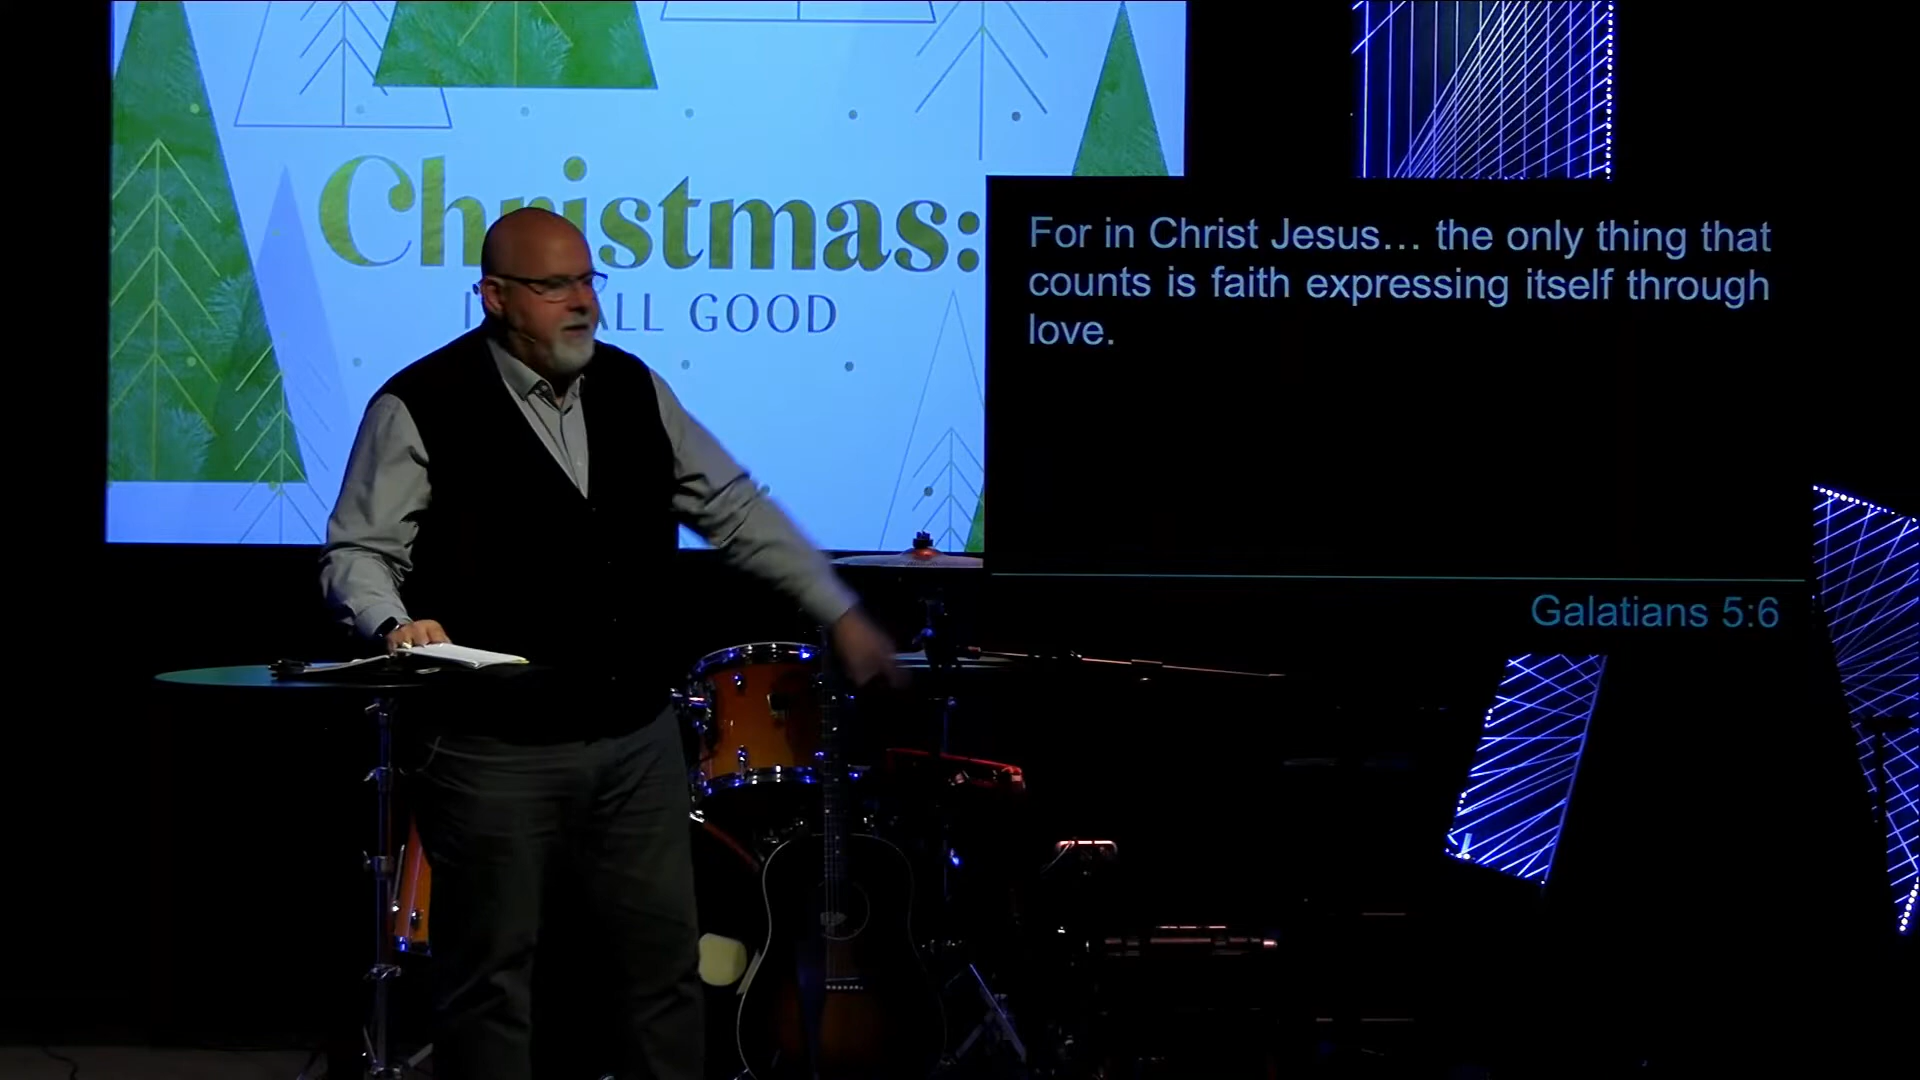 Christmas:
ALL GOOD
For in Christ Jesus… the only thing that
counts is faith expressing itself through
love.
Galatians 5:6